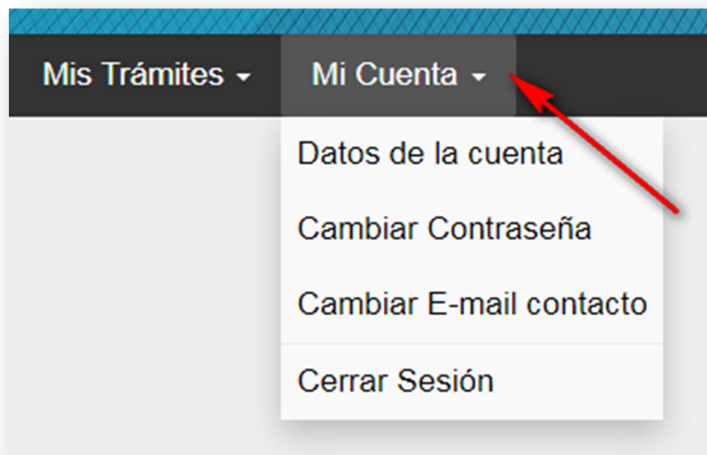 Mis Trámites Mi Cuenta
Datos de la cuenta
Cambiar Contraseña
Cambiar E-mail contacto
Cerrar Sesión